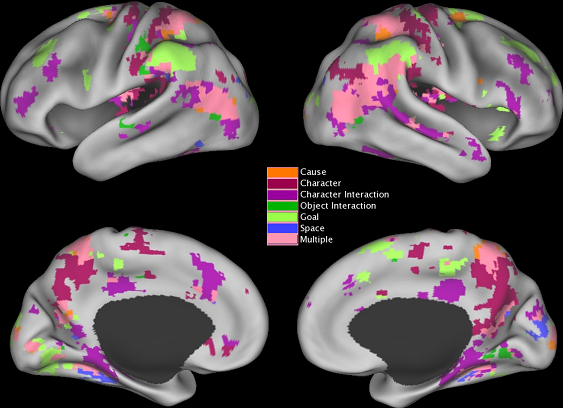 Cause
Character
Character Interaction
Object Interaction
Goal
Space
Multiple